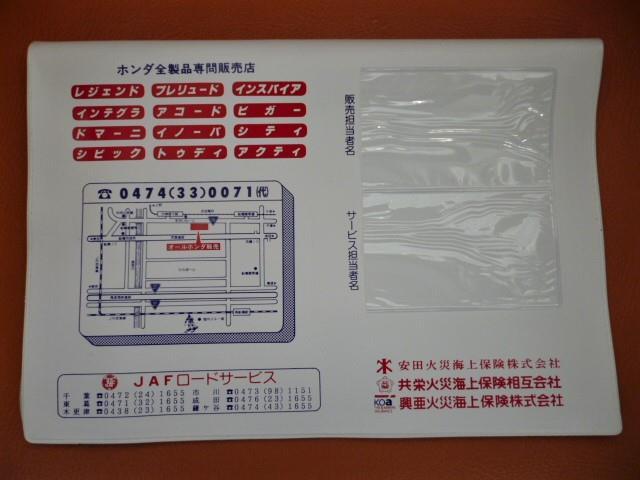 ホンダ全製品専問販売店
レジェンド プレリュード インスパイア
インテグラ アコード ビガー
ドマーニ イノーバ シティ
シビック トゥディ アクティ
販売担当者名
サービス担当者名
☎ 0474(33)0071(代)
オールホンダ販売
JAFロードサービス
千葉☎0472(24)1655 市川☎0473(98)1151
東葛☎0471(32)1655 成田☎0476(23)1655
木更津☎0438(23)1655 鎌ケ谷☎0474(43)1655
安田火災海上保険株式会社
共栄火災海上保険相互会社
KOA 興亜火災海上保険株式会社